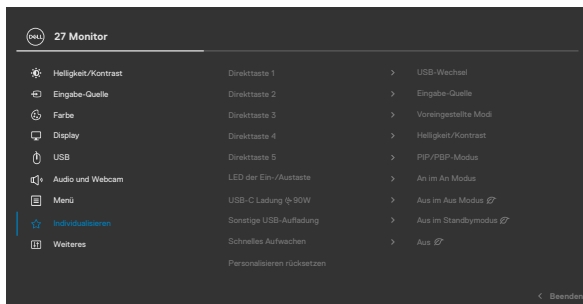 DELL 27 Monitor
Helligkeit/Kontrast Direkttaste 1 > USB-Wechsel
Eingabe-Quelle Direkttaste 2 > Eingabe-Quelle
Farbe Direkttaste 3 > Voreingestellte Modi
Display Direkttaste 4 > Helligkeit/Kontrast
USB Direkttaste 5 > PIP/PBP-Modus
Audio und Webcam LED der Ein-/Austaste > An im An Modus
Menü USB-C Ladung 90W > Aus im Aus Modus
Individualisieren Sonstige USB-Aufladung > Aus im Standbymodus
Weiteres Schnelles Aufwachen > Aus
Personalisieren rücksetzen
< Beenden